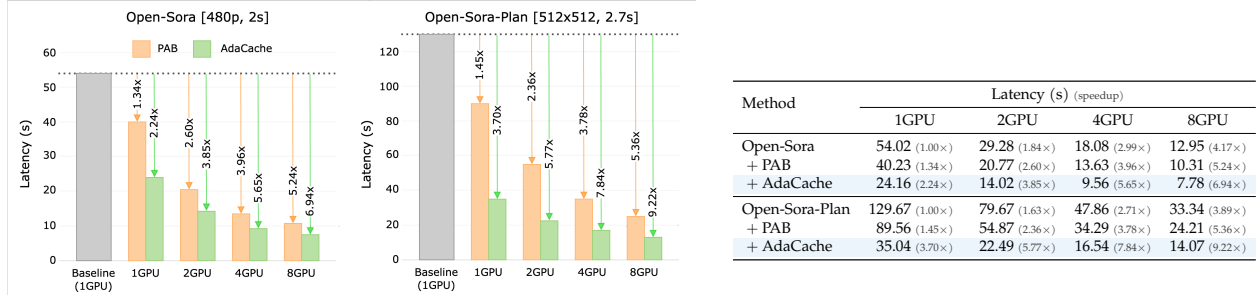 Open-Sora [480p, 2s]
Latency (s)
60
50
40
30
20
10
0
PAB
AdaCache
1.34x
2.24x
2.60x
3.85x
3.96x
5.65x
5.24x
6.94x
Baseline
(1GPU)
1GPU
2GPU
4GPU
8GPU
Open-Sora-Plan [512x512, 2.7s]
Latency (s)
120
100
80
60
40
20
0
1.45x
3.70x
2.36x
5.77x
3.78x
7.84x
5.36x
9.22x
Baseline
(1GPU)
1GPU
2GPU
4GPU
8GPU
Method Latency (s) (speedup)
1GPU 2GPU 4GPU 8GPU
Open-Sora 54.02 (1.00×) 29.28 (1.84×) 18.08 (2.99×) 12.95 (4.17×)
+ PAB 40.23 (1.34×) 20.77 (2.60×) 13.63 (3.96×) 10.31 (5.24×)
+ AdaCache 24.16 (2.24×) 14.02 (3.85×) 9.56 (5.65×) 7.78 (6.94×)
Open-Sora-Plan 129.67 (1.00×) 79.67 (1.63×) 47.86 (2.71×) 33.34 (3.89×)
+ PAB 89.56 (1.45×) 54.87 (2.36×) 34.29 (3.78×) 24.21 (5.36×)
+ AdaCache 35.04 (3.70×) 22.49 (5.77×) 16.54 (7.84×) 14.07 (9.22×)